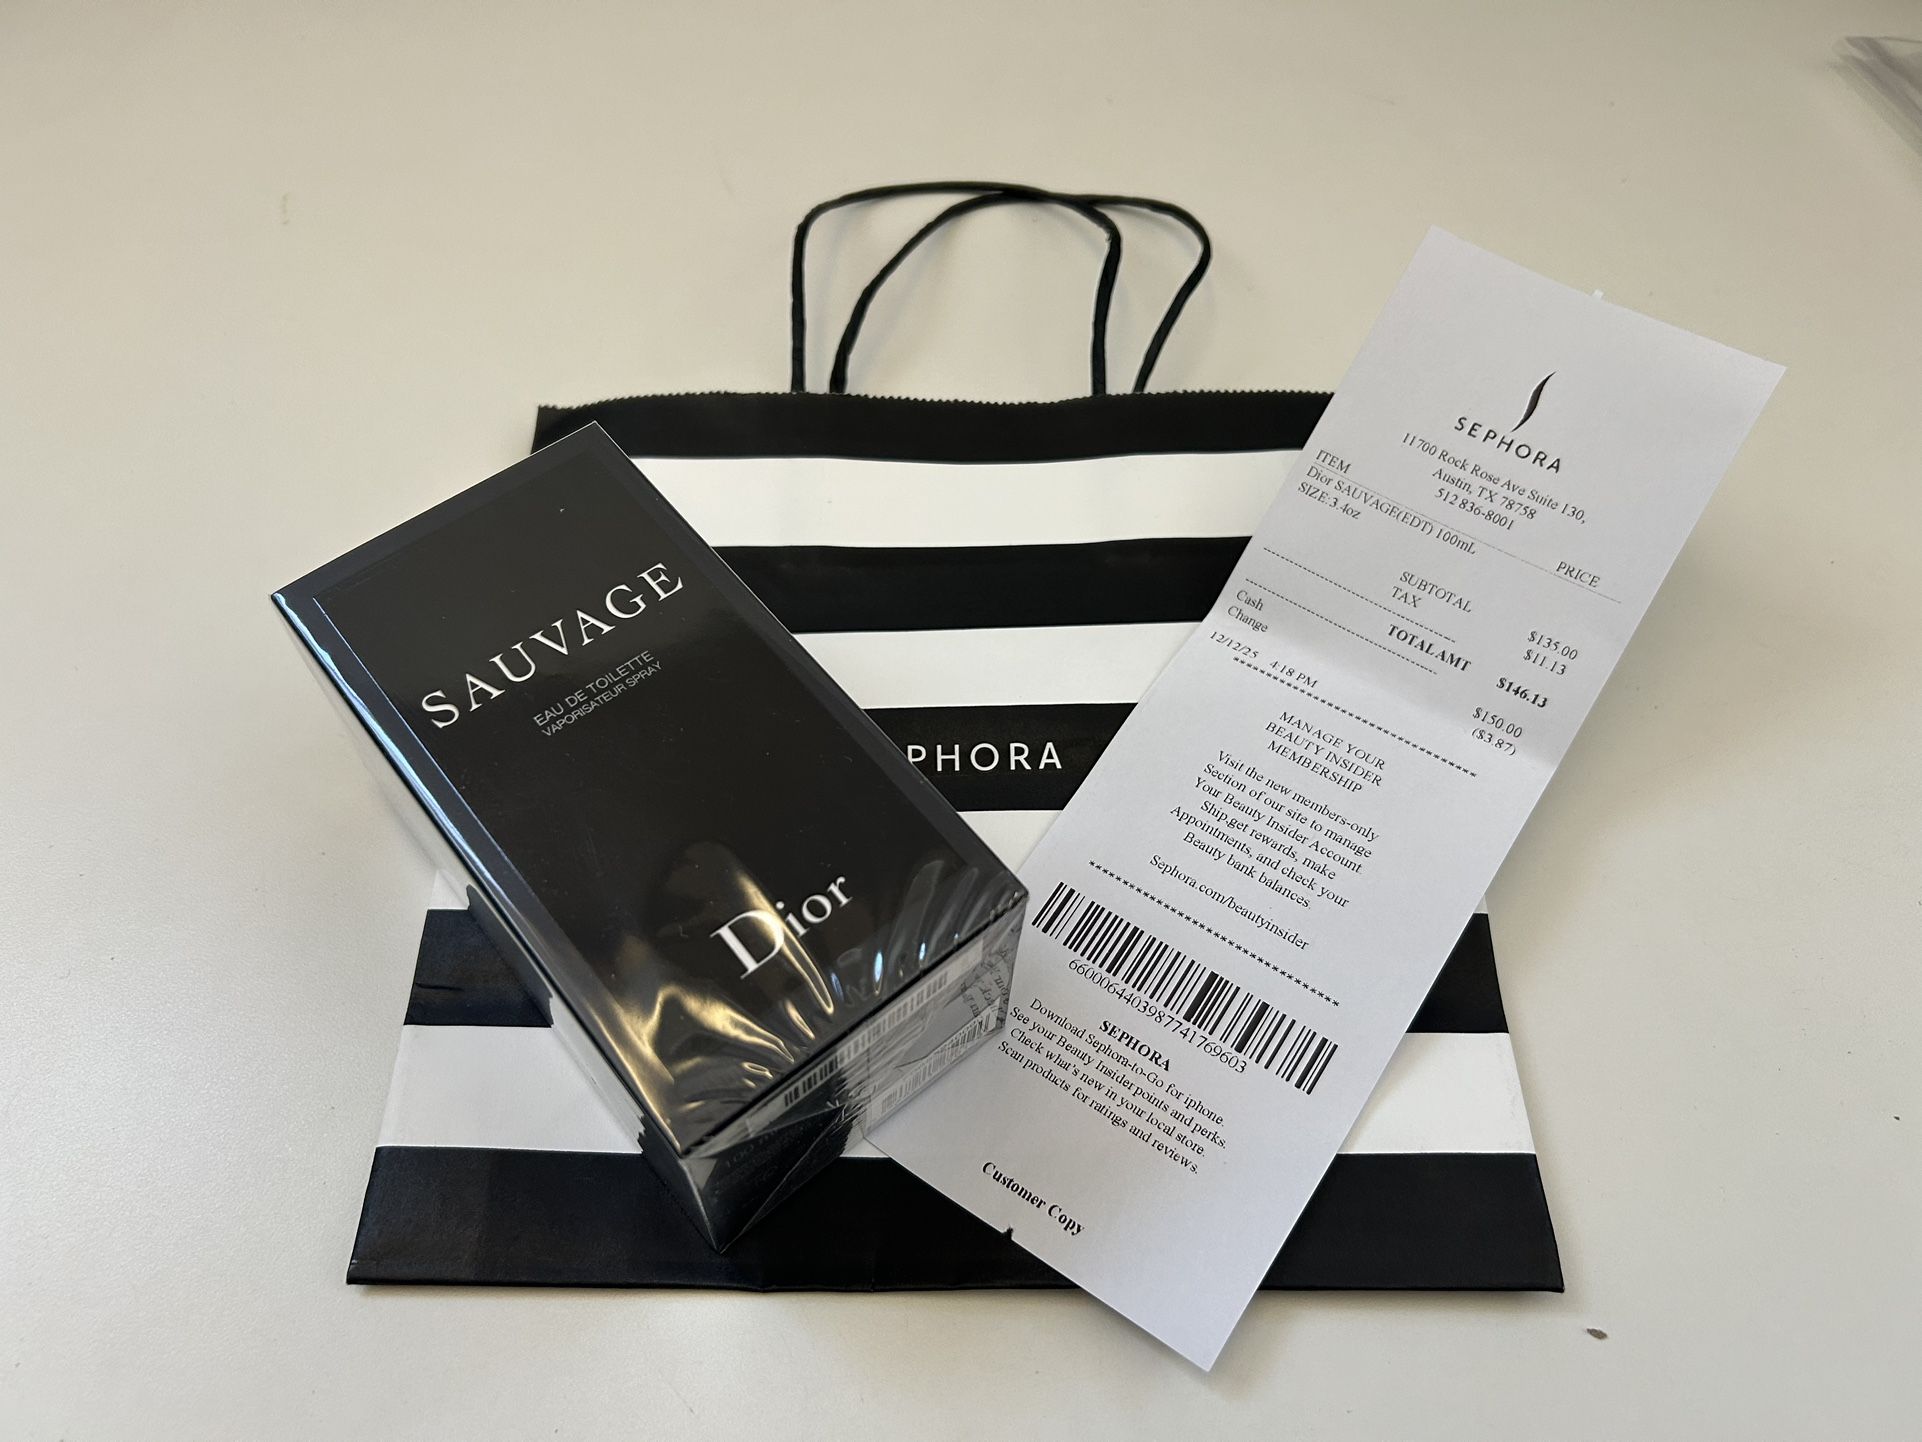 SAUVAGE
EAU DE TOILETTE
VAPORISATEUR SPRAY
Dior
PHORA
SEPHORA
11700 Rock Rose Ave Suite 130,
Austin, TX 78758
512 836-8001
ITEM PRICE
Dior SAUVAGE(EDT) 100mL
SIZE:3.4oz
SUBTOTAL $135.00
TAX $11.13
TOTAL AMT $146.13
Cash $150.00
Change ($3.87)
12/12/25 4:18 PM
MANAGE YOUR
BEAUTY INSIDER
MEMBERSHIP
Visit the new members-only
Section of our site to manage
Your Beauty Insider Account
Ship,get rewards, make
Appointments, and check your
Beauty bank balances.
Sephora.com/beautyinsider
6600064403987741769603
SEPHORA
Download Sephora-to-Go for iphone.
See your Beauty Insider points and perks.
Check what's new in your local store.
Scan products for ratings and reviews.
Customer Copy